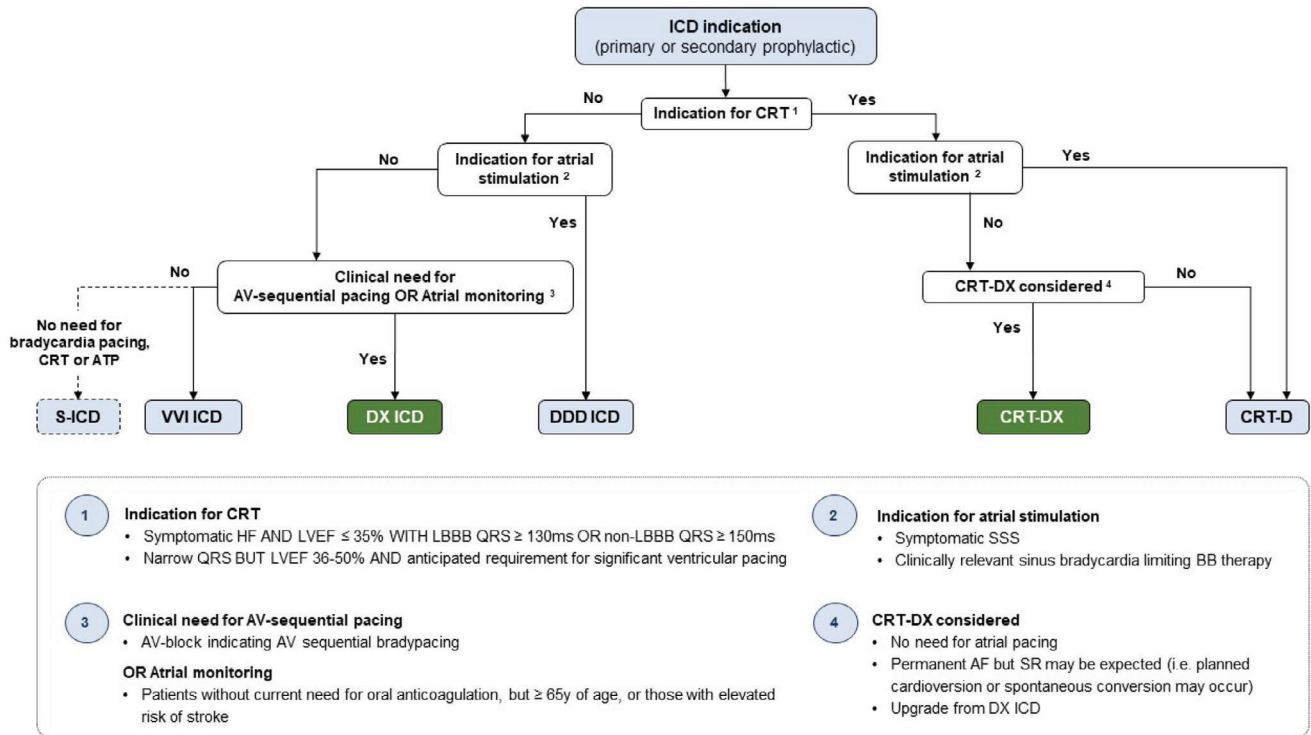 ICD indication
(primary or secondary prophylactic)
No
Indication for CRT ¹
Yes
No
Indication for atrial
stimulation ²
Indication for atrial
stimulation ²
Yes
Yes
No
No
Clinical need for
AV-sequential pacing OR Atrial monitoring ³
CRT-DX considered ⁴
No
No need for
bradycardia pacing,
CRT or ATP
Yes
Yes
S-ICD
VVI ICD
DX ICD
DDD ICD
CRT-DX
CRT-D
1
Indication for CRT
• Symptomatic HF AND LVEF ≤ 35% WITH LBBB QRS ≥ 130ms OR non-LBBB QRS ≥ 150ms
• Narrow QRS BUT LVEF 36-50% AND anticipated requirement for significant ventricular pacing
2
Indication for atrial stimulation
• Symptomatic SSS
• Clinically relevant sinus bradycardia limiting BB therapy
3
Clinical need for AV-sequential pacing
• AV-block indicating AV sequential bradypacing
OR Atrial monitoring
• Patients without current need for oral anticoagulation, but ≥ 65y of age, or those with elevated
risk of stroke
4
CRT-DX considered
• No need for atrial pacing
• Permanent AF but SR may be expected (i.e. planned
cardioversion or spontaneous conversion may occur)
• Upgrade from DX ICD